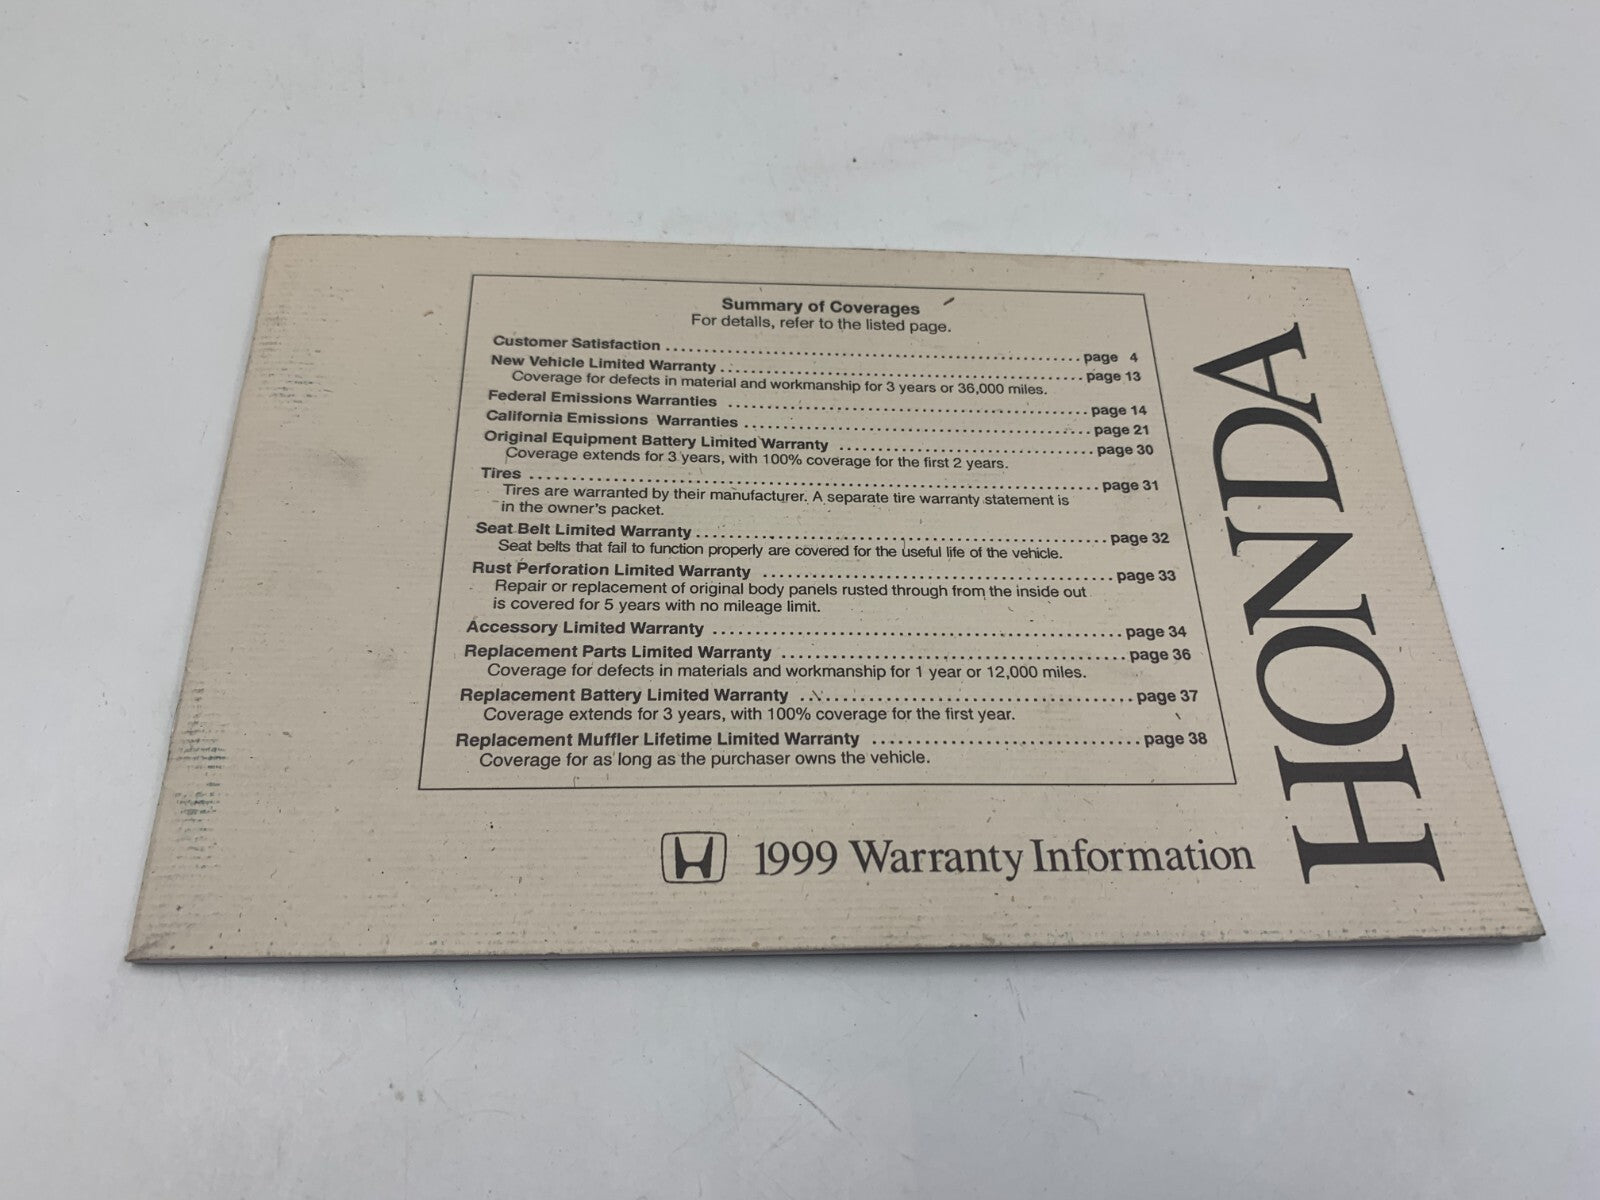 Summary of Coverages
For details, refer to the listed page.
Customer Satisfaction ........................................ page 4
New Vehicle Limited Warranty ........................................ page 13
Coverage for defects in material and workmanship for 3 years or 36,000 miles.
Federal Emissions Warranties ........................................ page 14
California Emissions Warranties ........................................ page 21
Original Equipment Battery Limited Warranty ........................................ page 30
Coverage extends for 3 years, with 100% coverage for the first 2 years.
Tires ........................................ page 31
Tires are warranted by their manufacturer. A separate tire warranty statement is
in the owner's packet.
Seat Belt Limited Warranty ........................................ page 32
Seat belts that fail to function properly are covered for the useful life of the vehicle.
Rust Perforation Limited Warranty ........................................ page 33
Repair or replacement of original body panels rusted through from the inside out
is covered for 5 years with no mileage limit.
Accessory Limited Warranty ........................................ page 34
Replacement Parts Limited Warranty ........................................ page 36
Coverage for defects in materials and workmanship for 1 year or 12,000 miles.
Replacement Battery Limited Warranty ........................................ page 37
Coverage extends for 3 years, with 100% coverage for the first year.
Replacement Muffler Lifetime Limited Warranty ........................................ page 38
Coverage for as long as the purchaser owns the vehicle.
1999 Warranty Information
HONDA